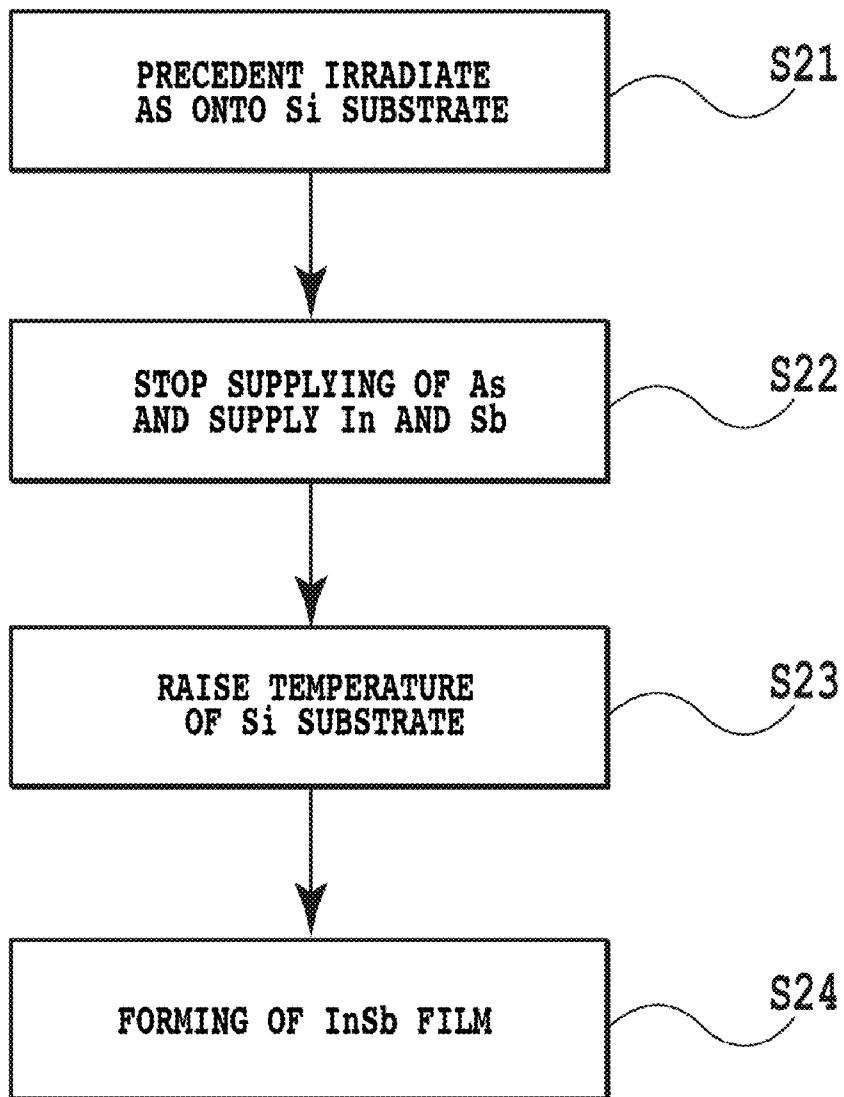 PRECEDENT IRRADIATE
AS ONTO Si SUBSTRATE
S21
STOP SUPPLYING OF As
AND SUPPLY In AND Sb
S22
RAISE TEMPERATURE
OF Si SUBSTRATE
S23
FORMING OF InSb FILM
S24